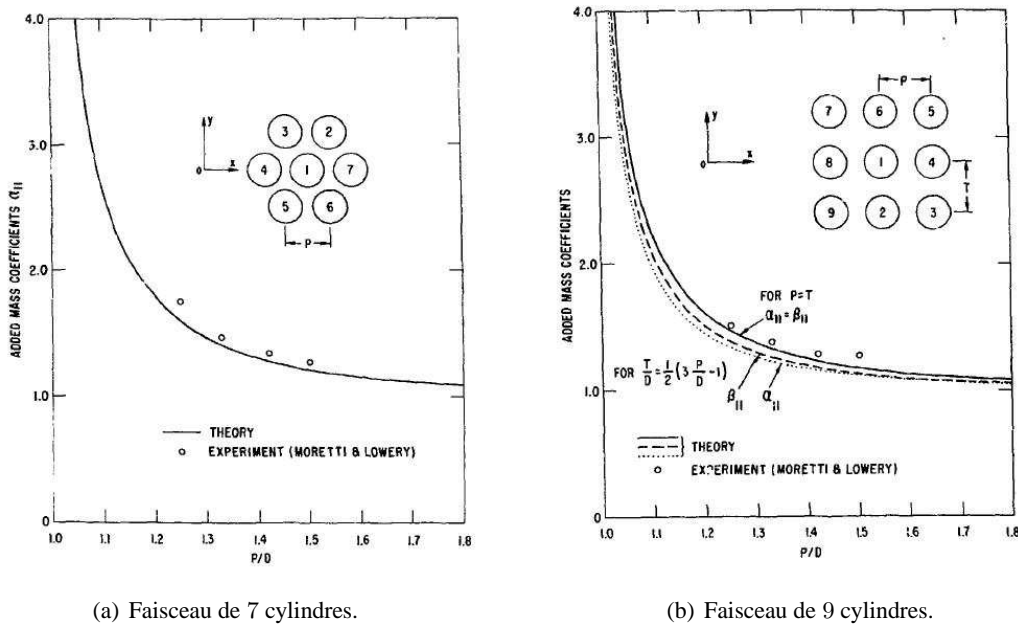 ADDED MASS COEFFICIENTS α₁₁
4.0
3.0
2.0
1.0
0
y
o
x
3
2
4
1
7
5
6
P
THEORY
EXPERIMENT (MORETTI & LOWERY)
1.0
1.1
1.2
1.3
1.4
1.5
1.6
1.7
1.8
P/D
(a) Faisceau de 7 cylindres.
ADDED MASS COEFFICIENTS
4.0
3.0
2.0
1.0
0
y
o
x
P
7
6
5
8
1
4
T
9
2
3
FOR P=T
α₁₁ = β₁₁
FOR T/D = 1/2 (3 P/D -1)
β₁₁
α₁₁
THEORY
EXPERIMENT (MORETTI & LOWERY)
1.0
1.1
1.2
1.3
1.4
1.5
1.6
1.7
1.8
P/D
(b) Faisceau de 9 cylindres.